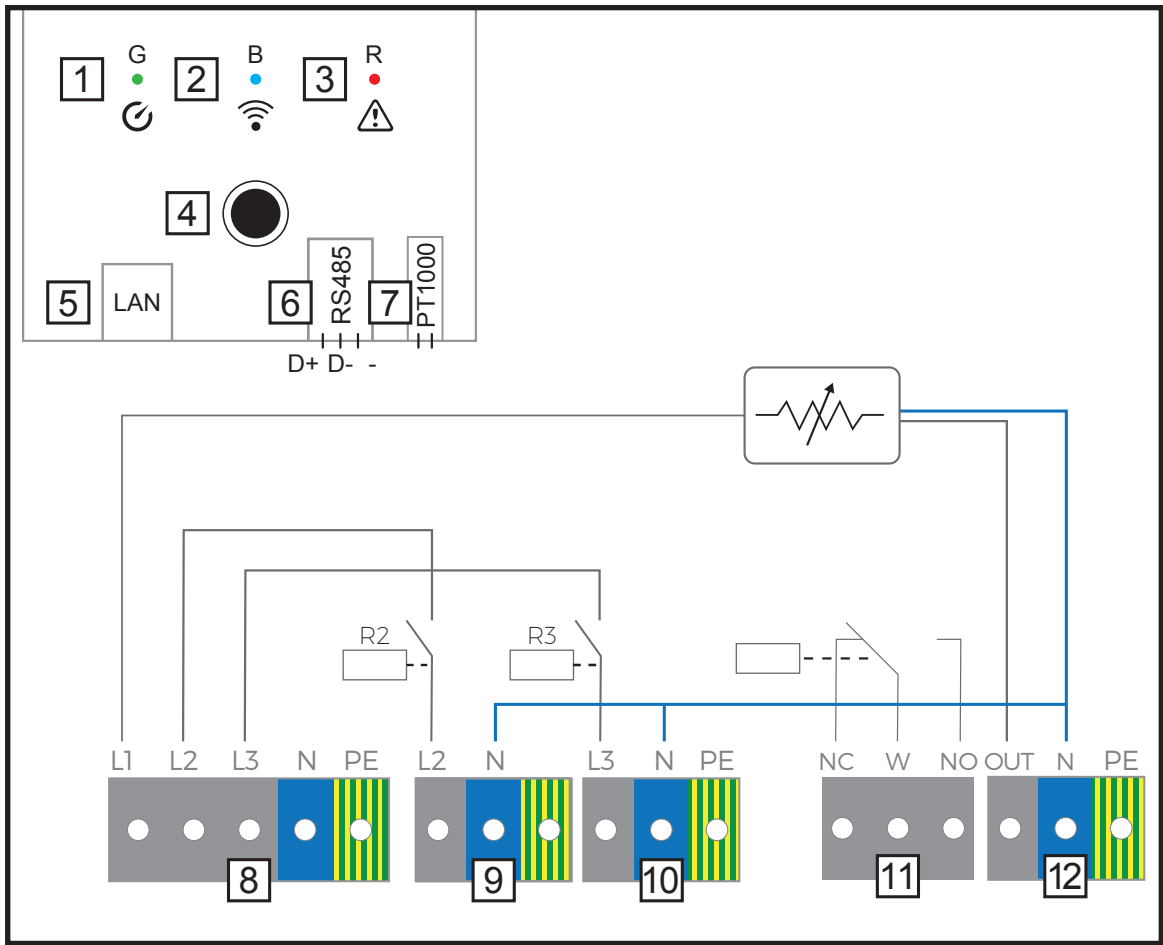 G B R
1 2 3
4
5 LAN 6 RS485 7 PT1000
D+ D- -
R2 R3
L1 L2 L3 N PE L2 N L3 N PE NC W NO OUT N PE
8 9 10 11 12